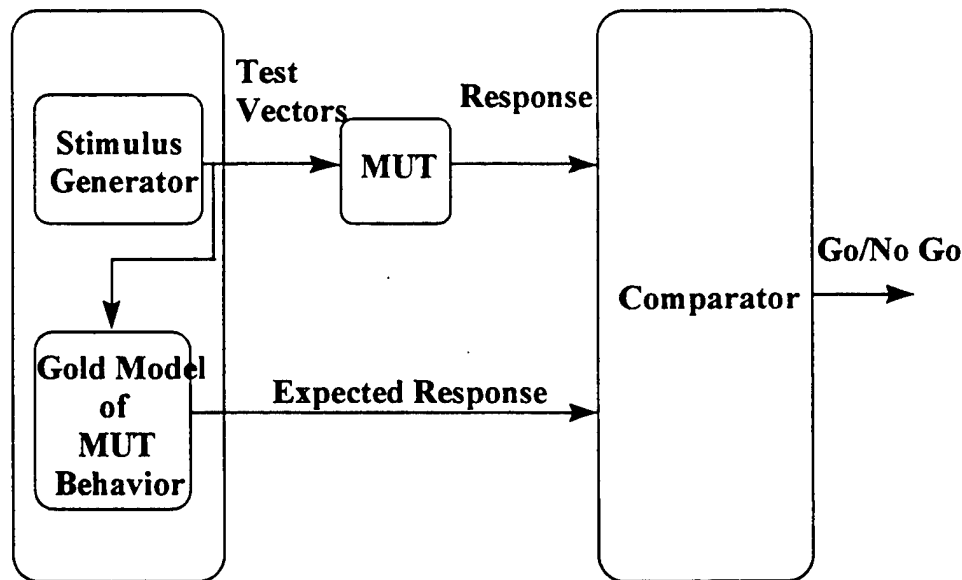 Test
Vectors
Response
Stimulus
Generator
MUT
Go/No Go
Comparator
Gold Model
of
MUT
Behavior
Expected Response